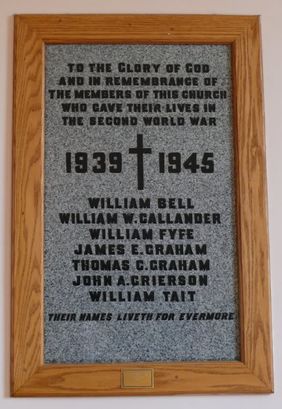 TO THE GLORY OF GOD
AND IN REMEMBRANCE OF
THE MEMBERS OF THIS CHURCH
WHO GAVE THEIR LIVES IN
THE SECOND WORLD WAR
1939 1945
WILLIAM BELL
WILLIAM W. CALLANDER
WILLIAM FYFE
JAMES E. GRAHAM
THOMAS C. GRAHAM
JOHN A. GRIERSON
WILLIAM TAIT
THEIR NAMES LIVETH FOR EVERMORE